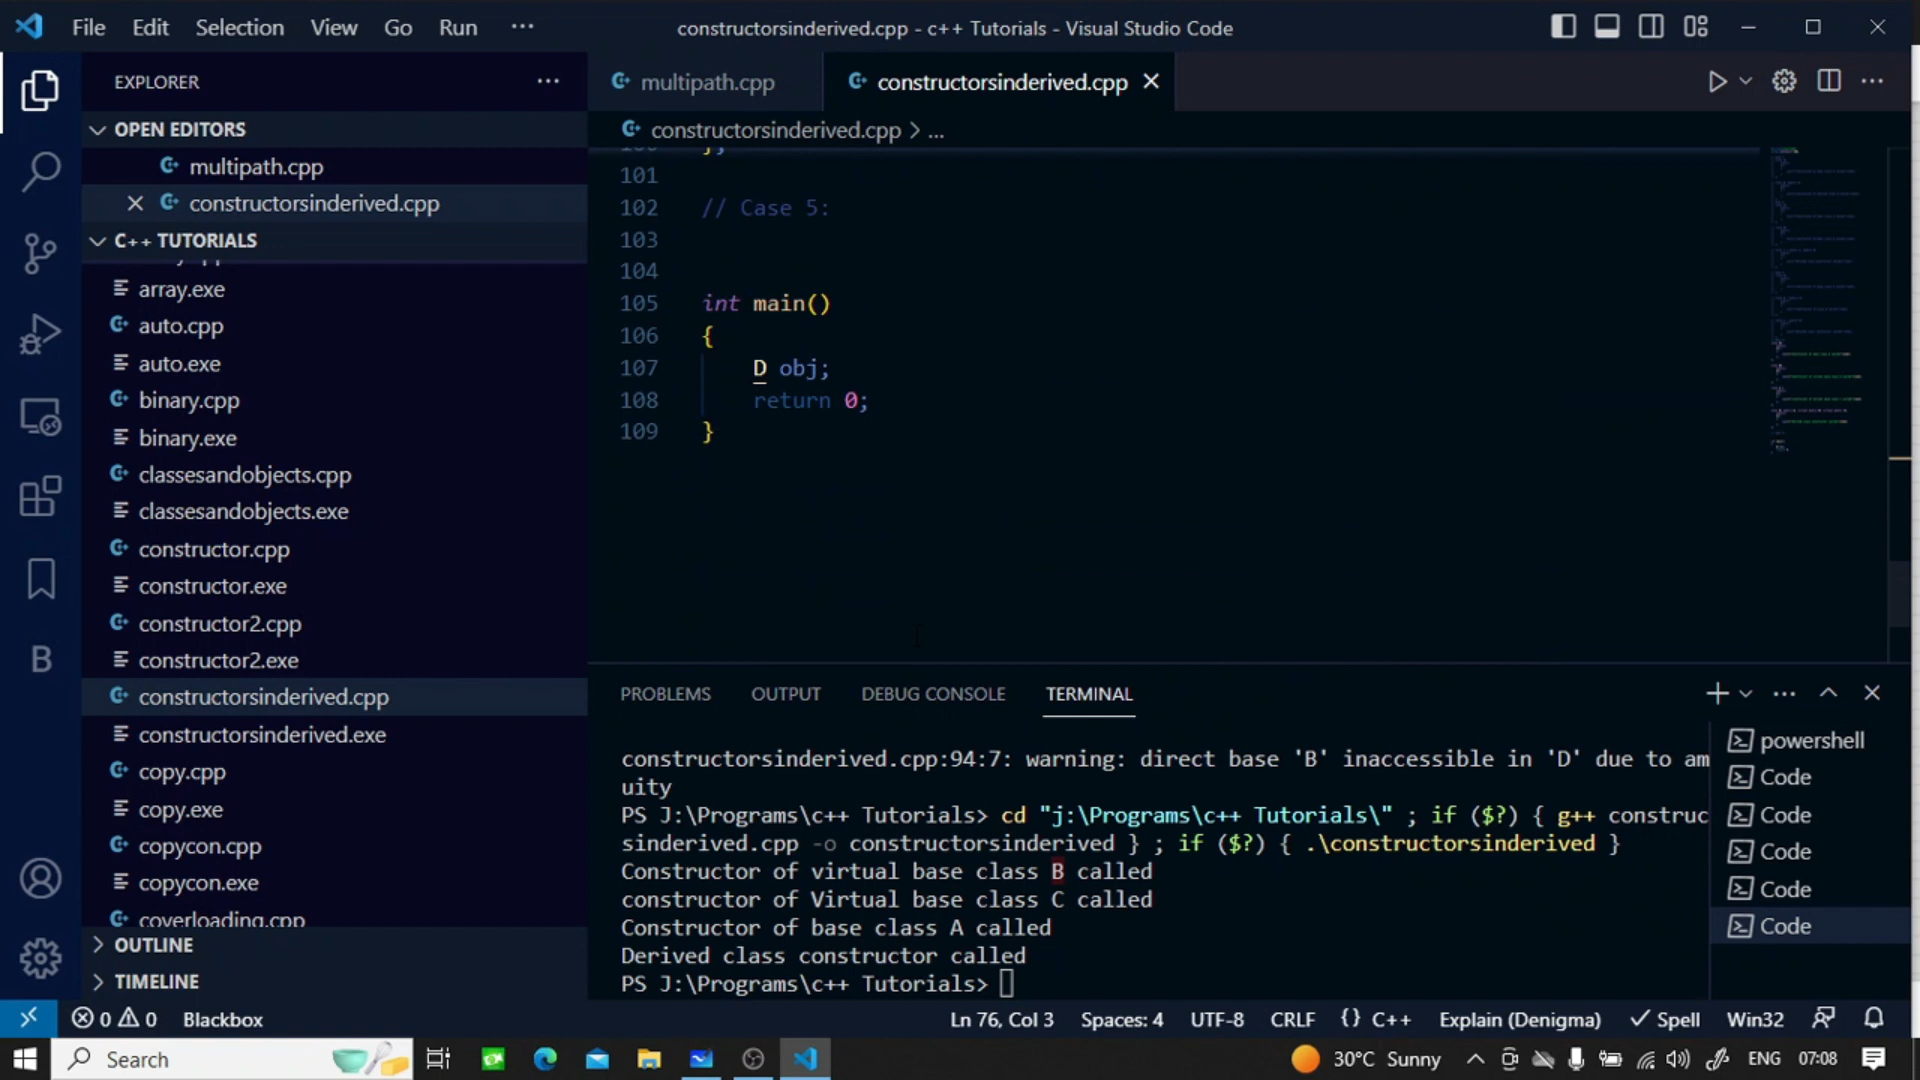 File Edit Selection View Go Run ··· constructorsinderived.cpp - c++ Tutorials - Visual Studio Code
EXPLORER ···
OPEN EDITORS
multipath.cpp
constructorsinderived.cpp
C++ TUTORIALS
array.exe
auto.cpp
auto.exe
binary.cpp
binary.exe
classesandobjects.cpp
classesandobjects.exe
constructor.cpp
constructor.exe
constructor2.cpp
constructor2.exe
constructorsinderived.cpp
constructorsinderived.exe
copy.cpp
copy.exe
copycon.cpp
copycon.exe
coverloading.cpp
OUTLINE
TIMELINE
multipath.cpp constructorsinderived.cpp
constructorsinderived.cpp > ...
100 };
101
102 // Case 5:
103
104
105 int main()
106 {
107 D obj;
108 return 0;
109 }
PROBLEMS OUTPUT DEBUG CONSOLE TERMINAL
constructorsinderived.cpp:94:7: warning: direct base 'B' inaccessible in 'D' due to am
uity
PS J:\Programs\c++ Tutorials> cd "j:\Programs\c++ Tutorials\" ; if ($?) { g++ construc
sinderived.cpp -o constructorsinderived } ; if ($?) { .\constructorsinderived }
Constructor of virtual base class B called
constructor of Virtual base class C called
Constructor of base class A called
Derived class constructor called
PS J:\Programs\c++ Tutorials>
powershell
Code
Code
Code
Code
Code
B
0 0 Blackbox Ln 76, Col 3 Spaces: 4 UTF-8 CRLF {} C++ Explain (Denigma) Spell Win32
Search 30°C Sunny ENG 07:08